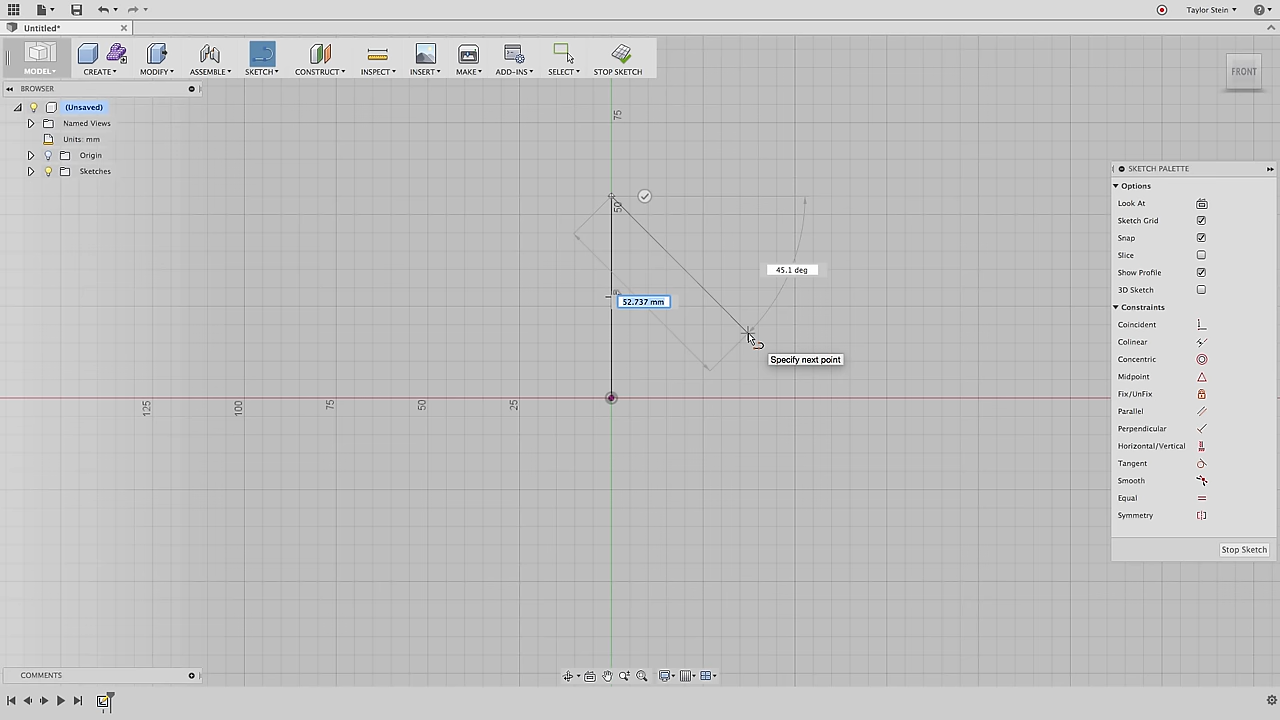 Taylor Stein
Untitled*
MODEL
CREATE
MODIFY
ASSEMBLE
SKETCH
CONSTRUCT
INSPECT
INSERT
MAKE
ADD-INS
SELECT
STOP SKETCH
FRONT
BROWSER
(Unsaved)
Named Views
Units: mm
Origin
Sketches
75
50
45.1 deg
52.737 mm
Specify next point
125
100
75
50
25
SKETCH PALETTE
Options
Look At
Sketch Grid
Snap
Slice
Show Profile
3D Sketch
Constraints
Coincident
Colinear
Concentric
Midpoint
Fix/UnFix
Parallel
Perpendicular
Horizontal/Vertical
Tangent
Smooth
Equal
Symmetry
Stop Sketch
COMMENTS